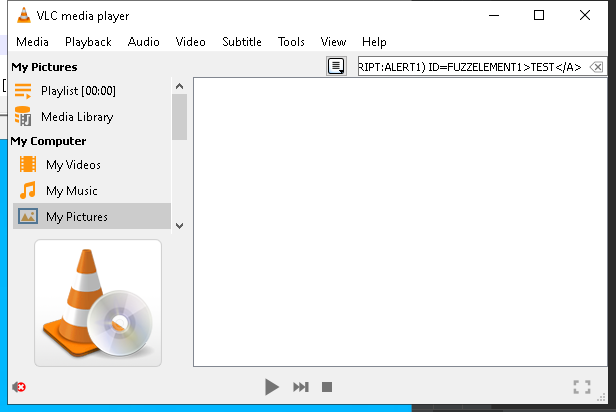 VLC media player
Media Playback Audio Video Subtitle Tools View Help
My Pictures
RIPT:ALERT1) ID=FUZZELEMENT1>TEST</A>
Playlist [00:00]
Media Library
My Computer
My Videos
My Music
My Pictures